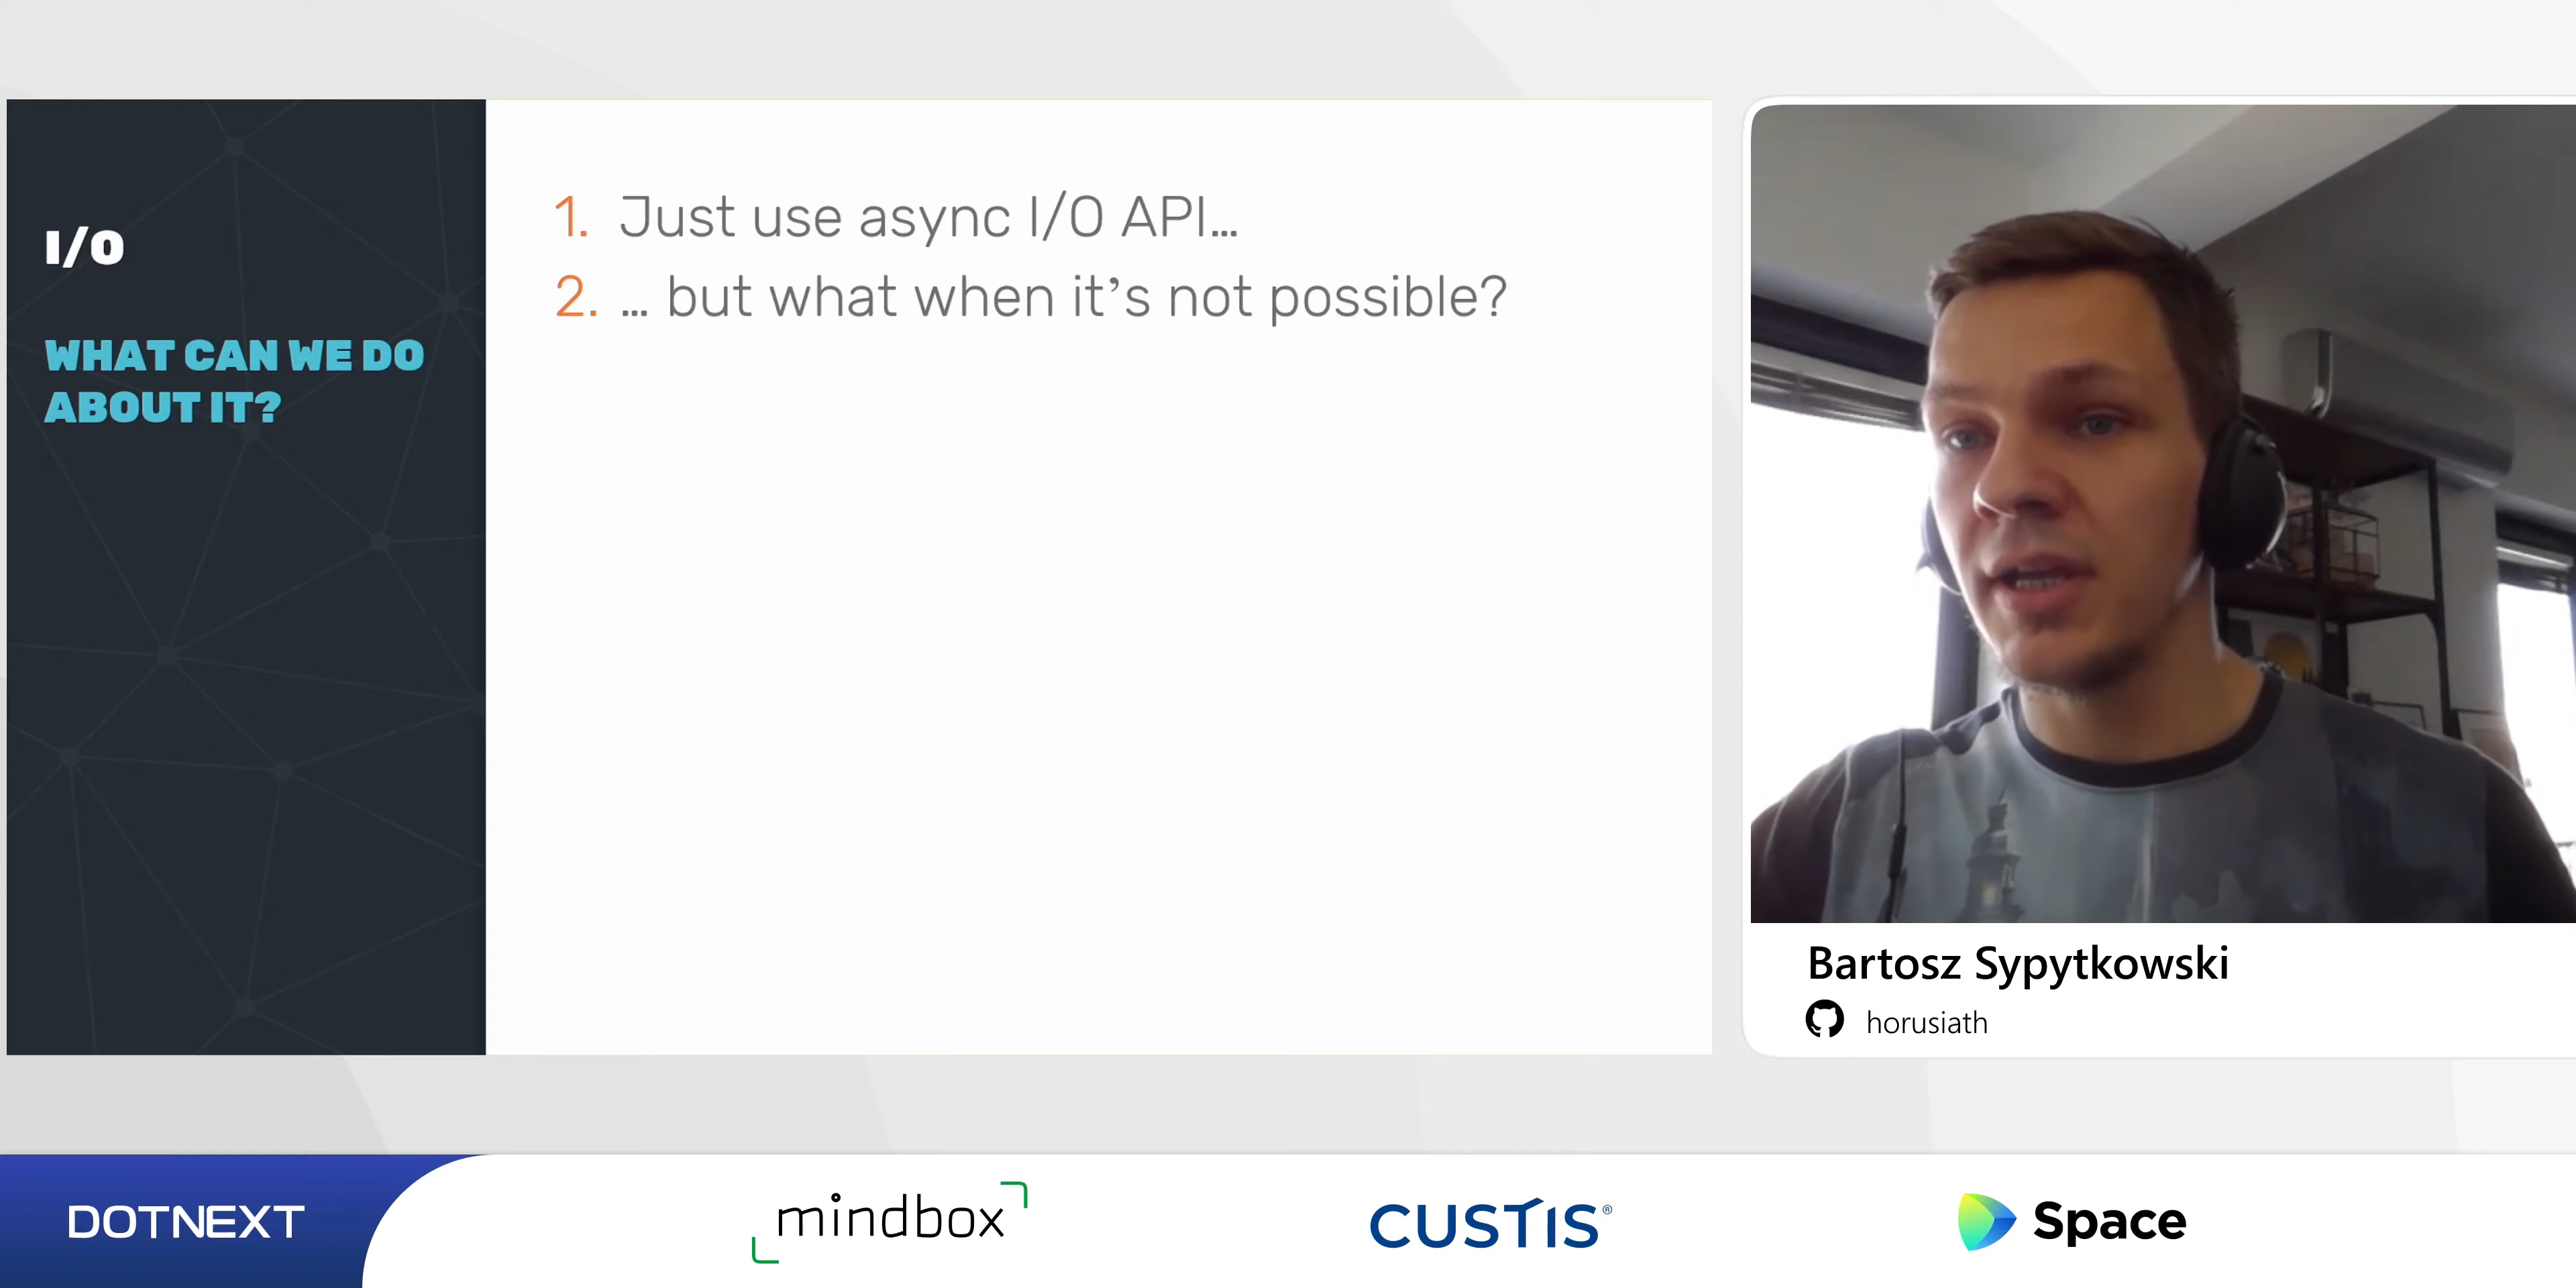 I/O
WHAT CAN WE DO
ABOUT IT?
1. Just use async I/O API...
2. ... but what when it's not possible?
Bartosz Sypytkowski
horusiath
DOTNEXT
mindbox
CUSTIS®
Space